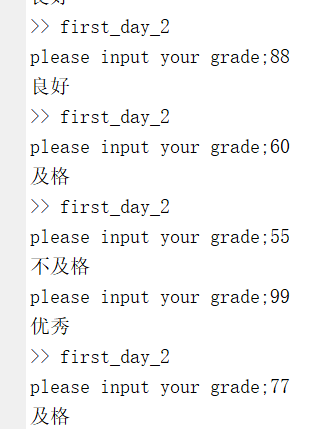 良好
>> first_day_2
please input your grade;88
良好
>> first_day_2
please input your grade;60
及格
>> first_day_2
please input your grade;55
不及格
please input your grade;99
优秀
>> first_day_2
please input your grade;77
及格